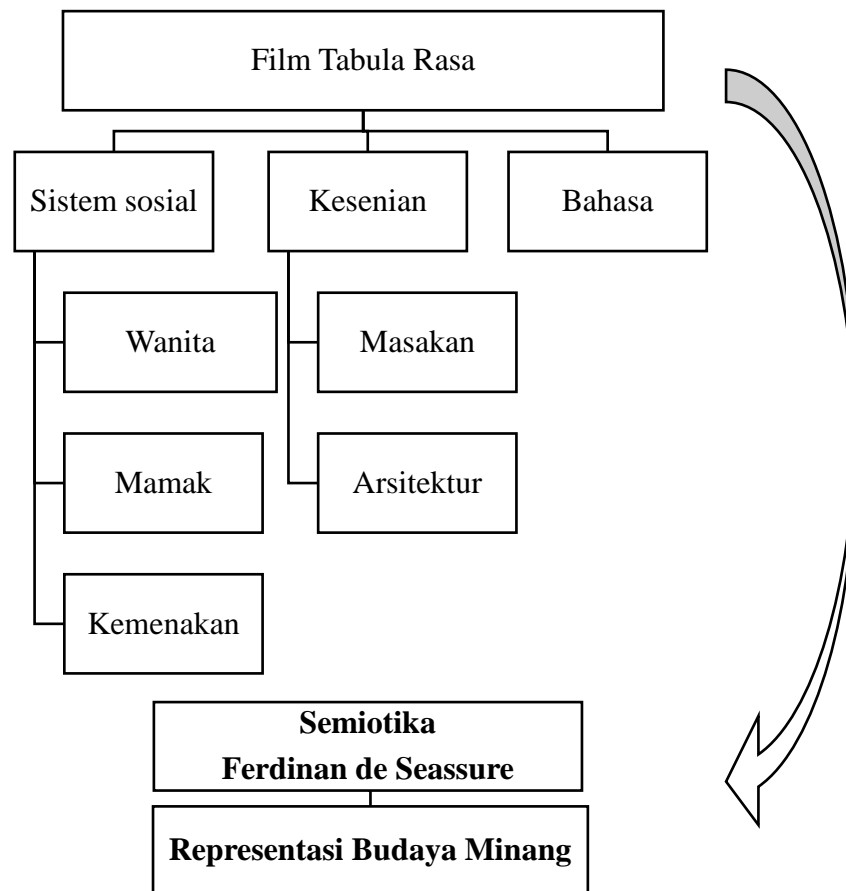 Film Tabula Rasa
Sistem sosial
Kesenian
Bahasa
Wanita
Masakan
Mamak
Arsitektur
Kemenakan
Semiotika
Ferdinan de Seassure
Representasi Budaya Minang